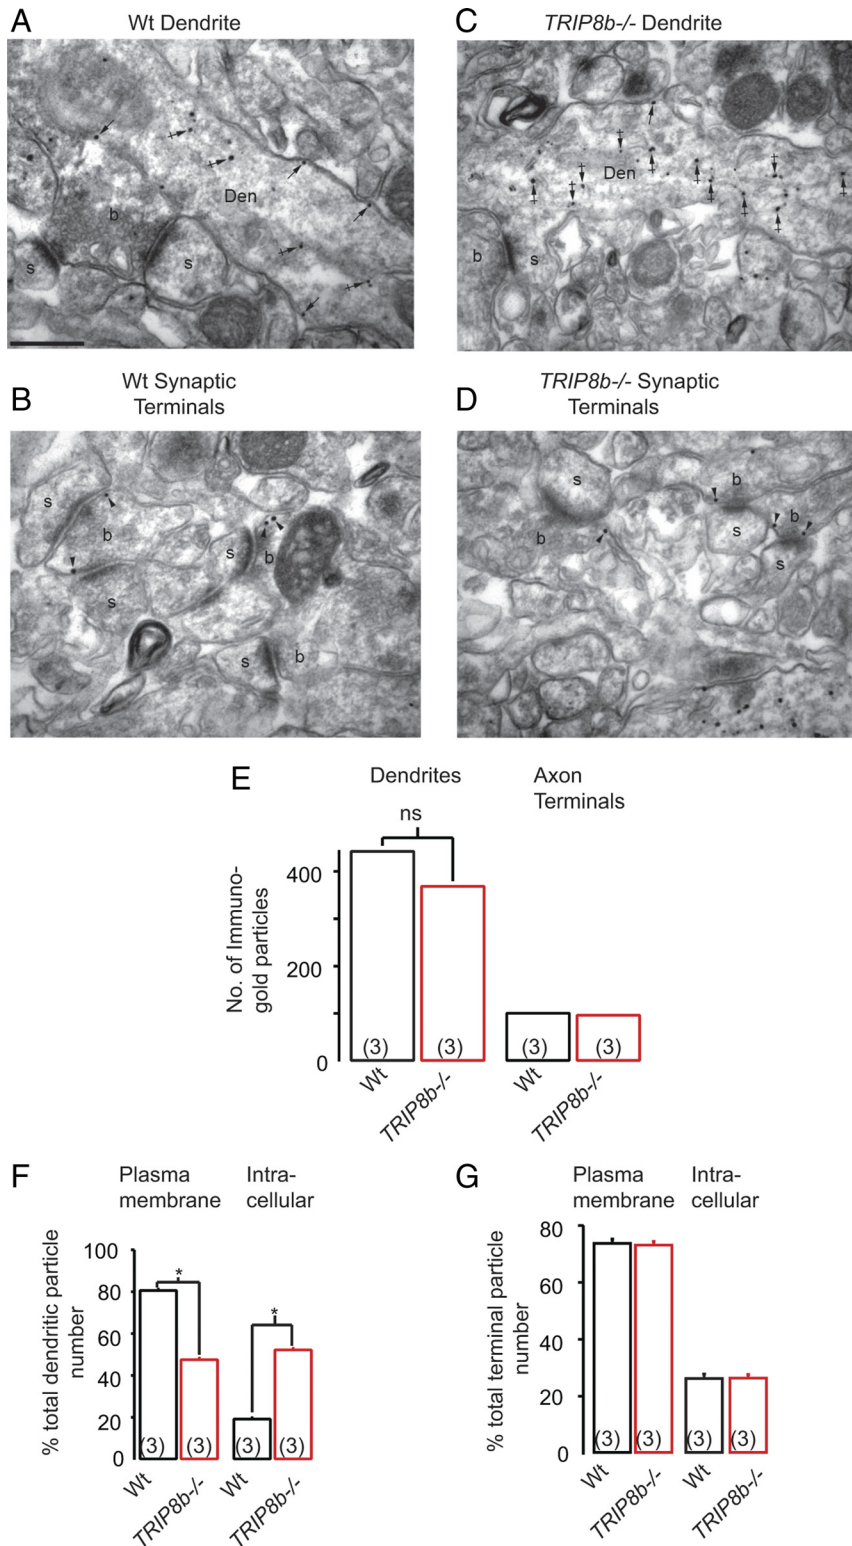 A
Wt Dendrite
Den
b
s
s
C
TRIP8b-/- Dendrite
Den
b
s
B
Wt Synaptic
Terminals
s
b
s
b
s
s
b
D
TRIP8b-/- Synaptic
Terminals
s
b
b
b
s
s
E
Dendrites
Axon
Terminals
ns
No. of Immuno-
gold particles
400
200
0
(3)
(3)
(3)
(3)
Wt
TRIP8b-/-
Wt
TRIP8b-/-
F
Plasma
membrane
Intra-
cellular
% total dendritic particle
number
100
80
60
40
20
0
*
*
(3)
(3)
(3)
(3)
Wt
TRIP8b-/-
Wt
TRIP8b-/-
G
Plasma
membrane
Intra-
cellular
% total terminal particle
number
80
60
40
20
0
(3)
(3)
(3)
(3)
Wt
TRIP8b-/-
Wt
TRIP8b-/-